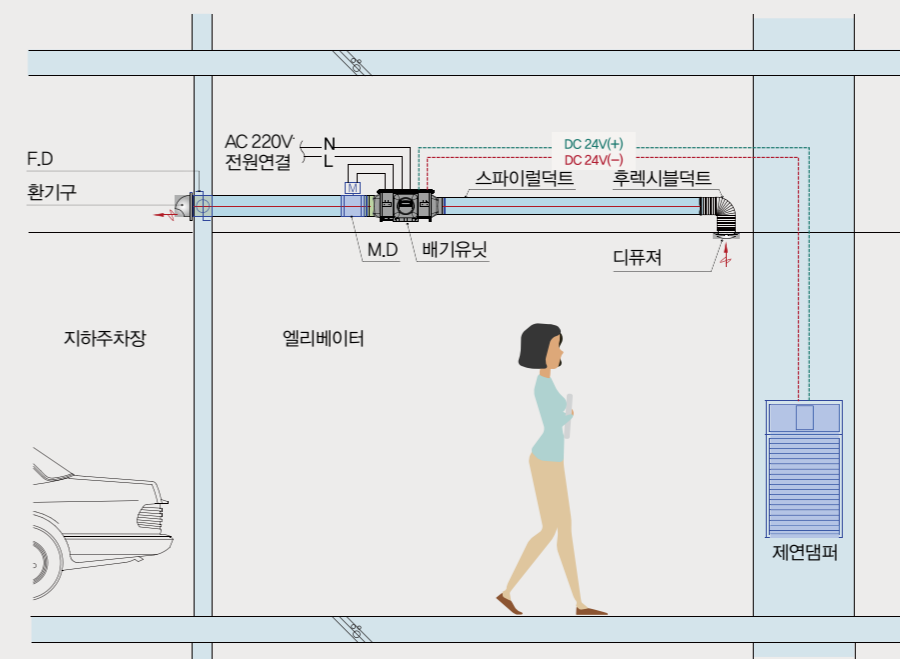 AC 220V
전원연결
N
L
DC 24V(+)
DC 24V(−)
F.D
환기구
M
스파이럴덕트
후렉시블덕트
M.D
배기유닛
디퓨져
지하주차장
엘리베이터
제연댐퍼